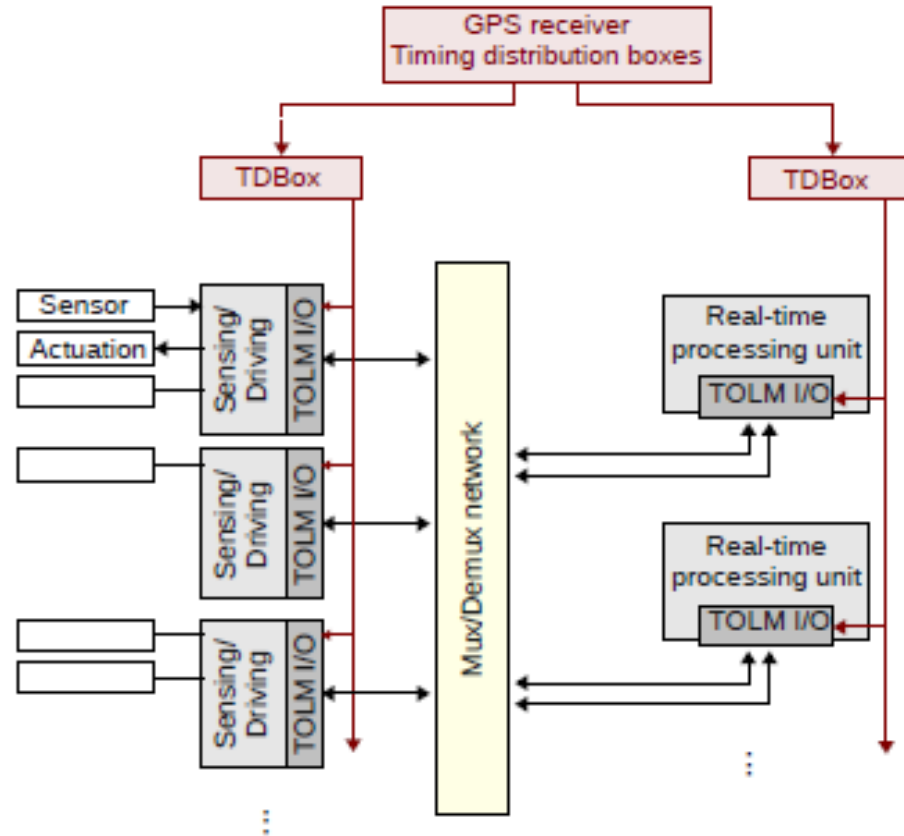 GPS receiver
Timing distribution boxes
TDBox
TDBox
Sensor
Actuation
Sensing/
Driving
TOLM I/O
Sensing/
Driving
TOLM I/O
Sensing/
Driving
TOLM I/O
...
Mux/Demux network
Real-time
processing unit
TOLM I/O
Real-time
processing unit
TOLM I/O
...